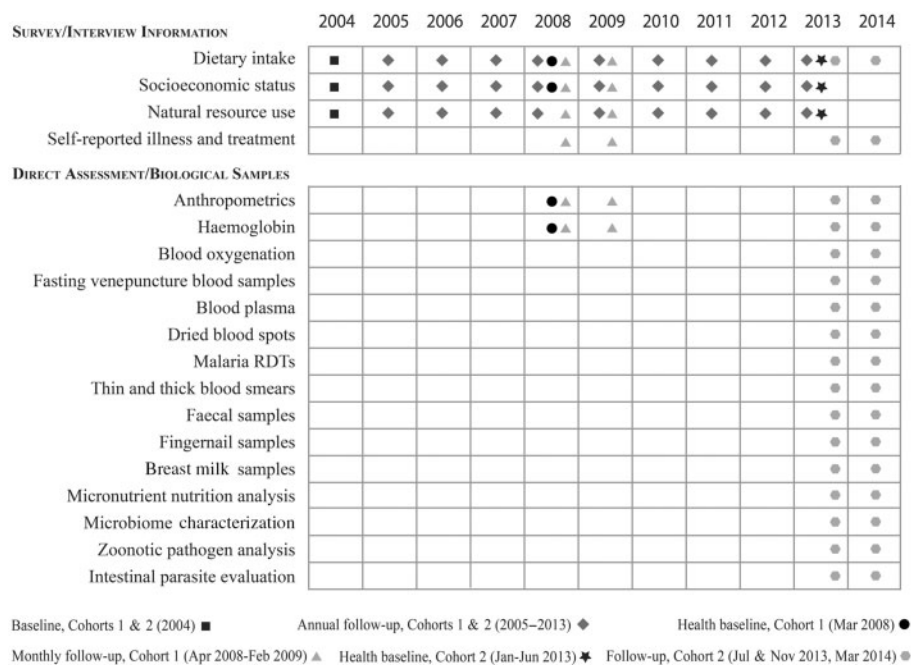 2004 2005 2006 2007 2008 2009 2010 2011 2012 2013 2014
SURVEY/INTERVIEW INFORMATION
Dietary intake
Socioeconomic status
Natural resource use
Self-reported illness and treatment
DIRECT ASSESSMENT/BIOLOGICAL SAMPLES
Anthropometrics
Haemoglobin
Blood oxygenation
Fasting venepuncture blood samples
Blood plasma
Dried blood spots
Malaria RDTs
Thin and thick blood smears
Faecal samples
Fingernail samples
Breast milk samples
Micronutrient nutrition analysis
Microbiome characterization
Zoonotic pathogen analysis
Intestinal parasite evaluation
Baseline, Cohorts 1 & 2 (2004) ■ Annual follow-up, Cohorts 1 & 2 (2005–2013) ◆ Health baseline, Cohort 1 (Mar 2008) ●
Monthly follow-up, Cohort 1 (Apr 2008-Feb 2009) ▲ Health baseline, Cohort 2 (Jan-Jun 2013) ★ Follow-up, Cohort 2 (Jul & Nov 2013, Mar 2014) ⬣